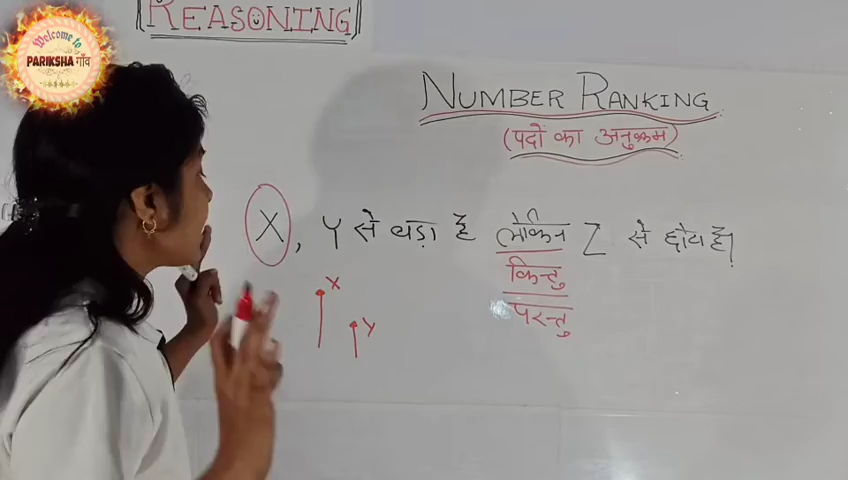 REASONING
Welcome to
PARIKSHA गाँव
NUMBER RANKING
(पदों का अनुक्रम)
X, Y से बड़ा है लेकिन Z से छोटा है।
किन्तु
परन्तु
X
Y